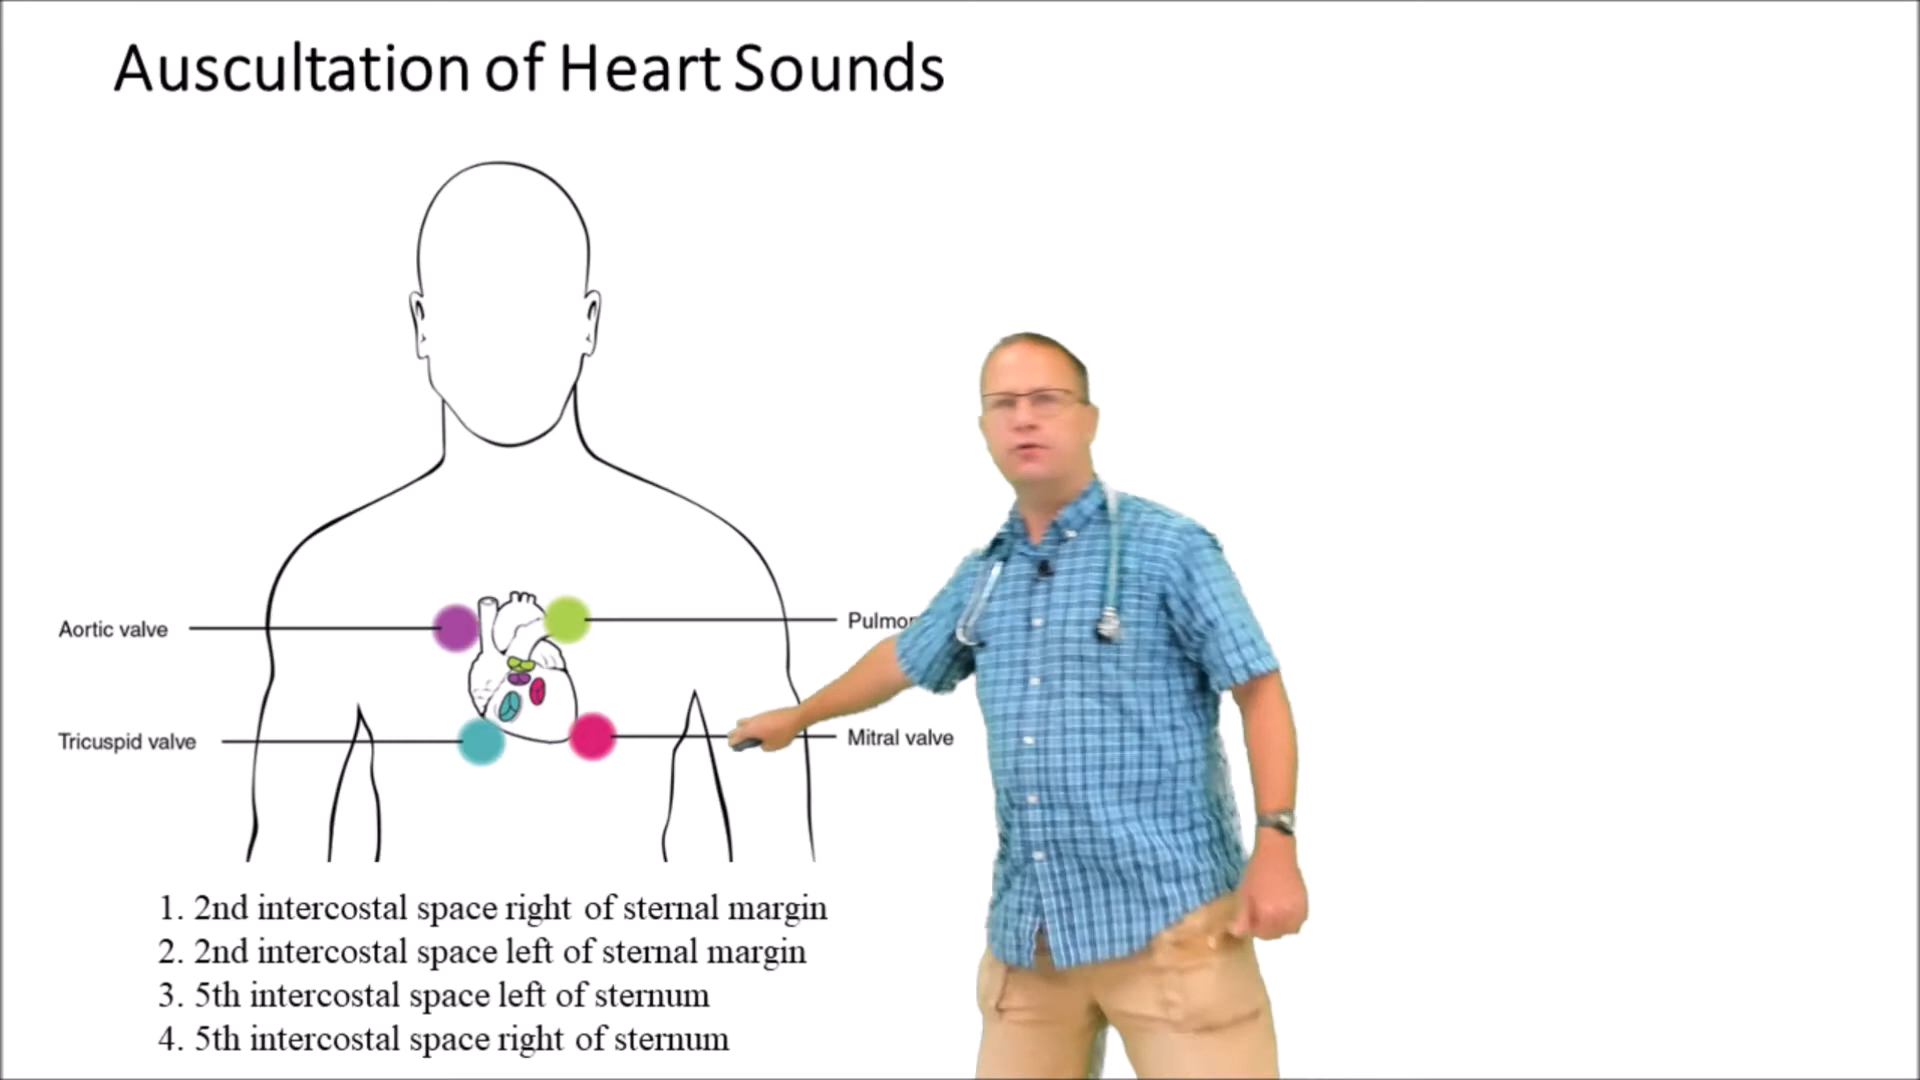 Auscultation of Heart Sounds
Aortic valve
Tricuspid valve
Mitral valve
1. 2nd intercostal space right of sternal margin
2. 2nd intercostal space left of sternal margin
3. 5th intercostal space left of sternum
4. 5th intercostal space right of sternum